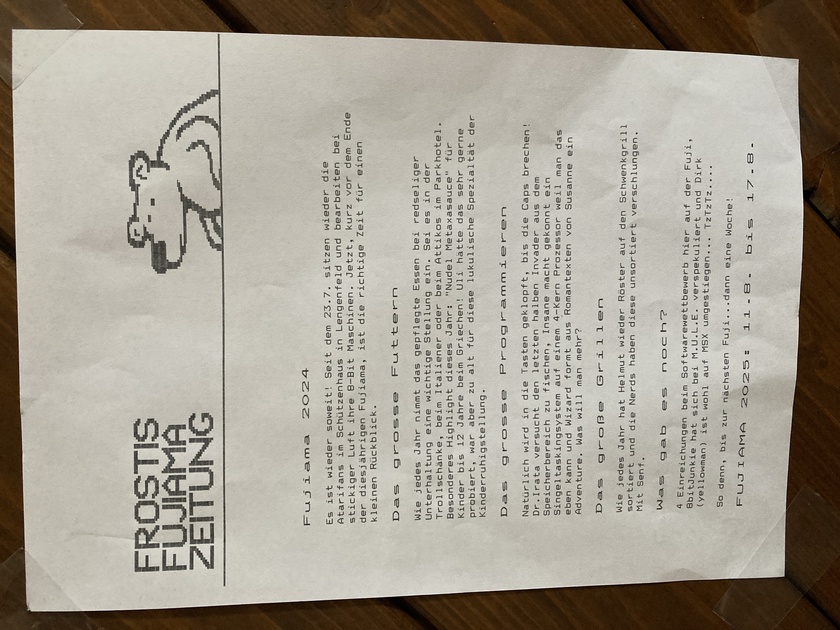 FROSTIS
FUJIAMA
ZEITUNG
Fujiama 2024
Es ist wieder soweit! Seit dem 23.7. sitzen wieder die
Atarifans im Schützenhaus in Lengenfeld und bearbeiten bei
stickiger Luft ihre 8-Bit Maschinen. Jetzt, kurz vor dem Ende
der diesjährigen Fujiama, ist die richtige Zeit für einen
kleinen Rückblick.
Das grosse Futtern
Wie jedes Jahr nimmt das gepflegte Essen bei redseliger
Unterhaltung eine wichtige Stellung ein. Sei es in der
Trollschänke, beim Italiener oder beim Attikos im Parkhotel.
Besonderes Highlight dieses Jahr: "Nudel Metaxasauce" für
Kinder bis 12 Jahre beim Griechen! Uli hätte das sehr gerne
probiert, war aber zu alt für diese lukulische Spezialtät der
Kinderruhigstellung.
Das grosse Programmieren
Natürlich wird in die Tasten geklopft, bis die Caps brechen!
Dr.Irata versucht den letzten halben Invader aus dem
Speicherbereich zu fischen, Insane macht gekonnt ein
Singeltaskingsystem auf einem 4-Kern Prozessor weil man das
eben kann und Wizard formt aus Romantexten von Susanne ein
Adventure. Was will man mehr?
Das große Grillen
Wie jedes Jahr hat Helmut wieder Röster auf den Schwenkgrill
sortiert und die Nerds haben diese unsortiert verschlungen.
Mit Senf.
Was gab es noch?
4 Einreichungen beim Softwarewettbewerb hier auf der Fuji,
8bitJunkie hat sich bei M.U.L.E. verspekuliert und Dirk
(yellowman) ist wohl auf MSX umgestiegen... TzTzTz....
So denn, bis zur nächsten Fuji...dann eine Woche!
FUJIAMA 2025: 11.8. bis 17.8.